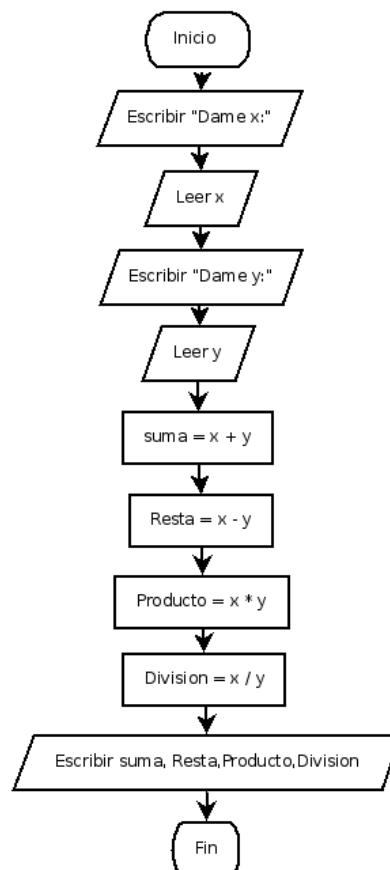 Inicio
Escribir "Dame x:"
Leer x
Escribir "Dame y:"
Leer y
suma = x + y
Resta = x - y
Producto = x * y
Division = x / y
Escribir suma, Resta,Producto,Division
Fin